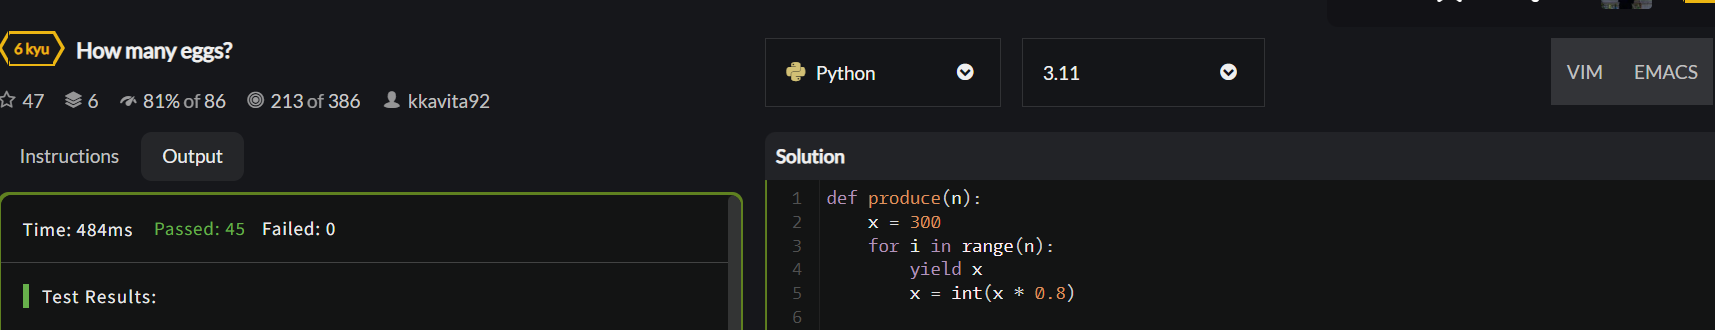 6 kyu How many eggs?
47 6 81% of 86 213 of 386 kkavita92
Instructions Output
Time: 484ms Passed: 45 Failed: 0
Test Results:
Python 3.11 VIM EMACS
Solution
1 def produce(n):
2     x = 300
3     for i in range(n):
4         yield x
5         x = int(x * 0.8)
6